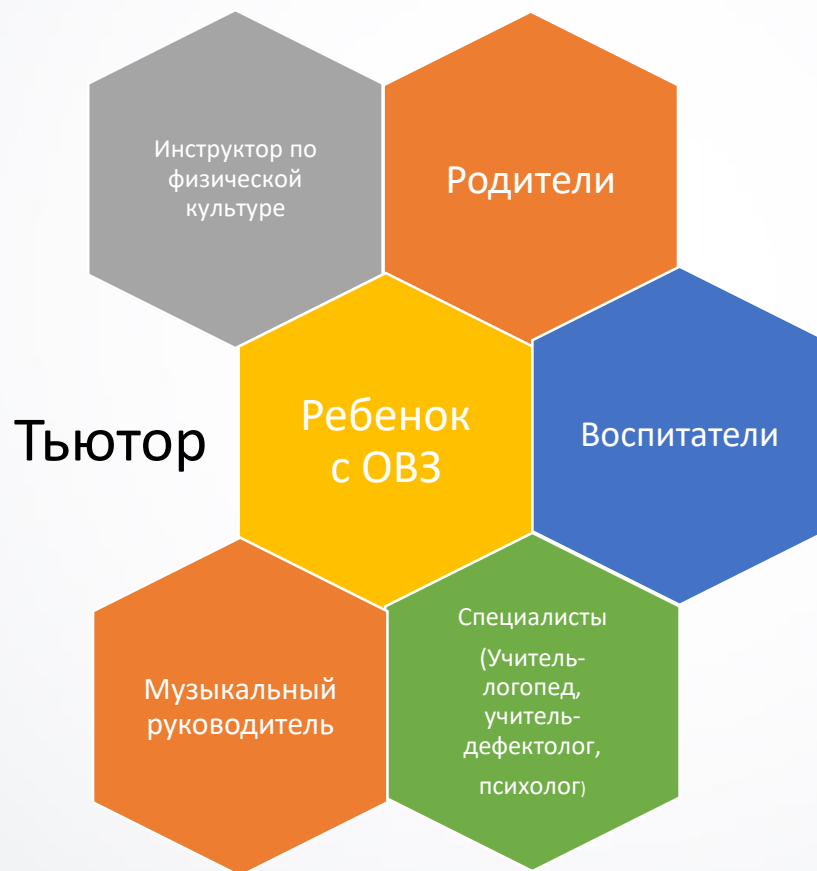 Инструктор по
физической
культуре
Родители
Тьютор
Ребенок
с ОВЗ
Воспитатели
Музыкальный
руководитель
Специалисты
(Учитель-
логопед,
учитель-
дефектолог,
психолог)